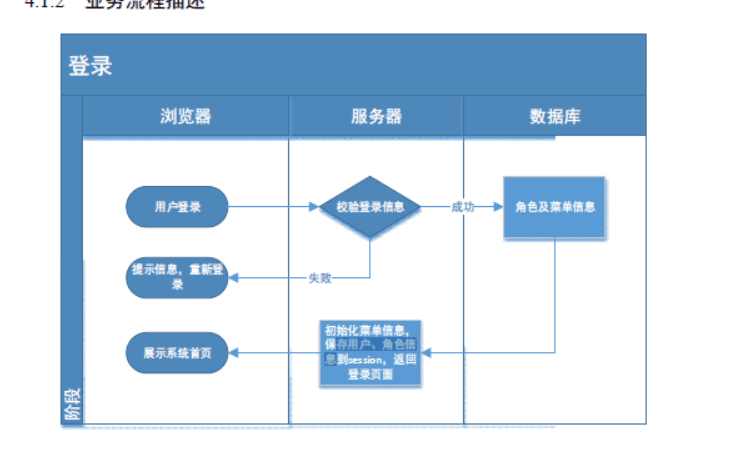 4.1.2 业务流程描述
登录
浏览器
服务器
数据库
用户登录
校验登录信息
成功
角色及菜单信息
提示信息，重新登
录
失败
展示系统首页
初始化菜单信息，
保存用户、角色信
息到session，返回
登录页面
阶段